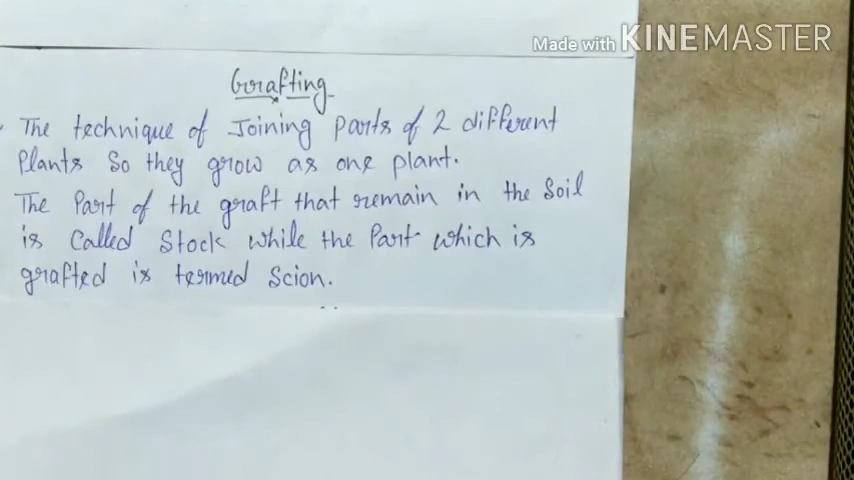 Made with KINEMASTER
Grafting
The technique of Joining Parts of 2 different
Plants So they grow as one plant.
The Part of the graft that remain in the Soil
is Called Stock while the Part which is
grafted is termed Scion.